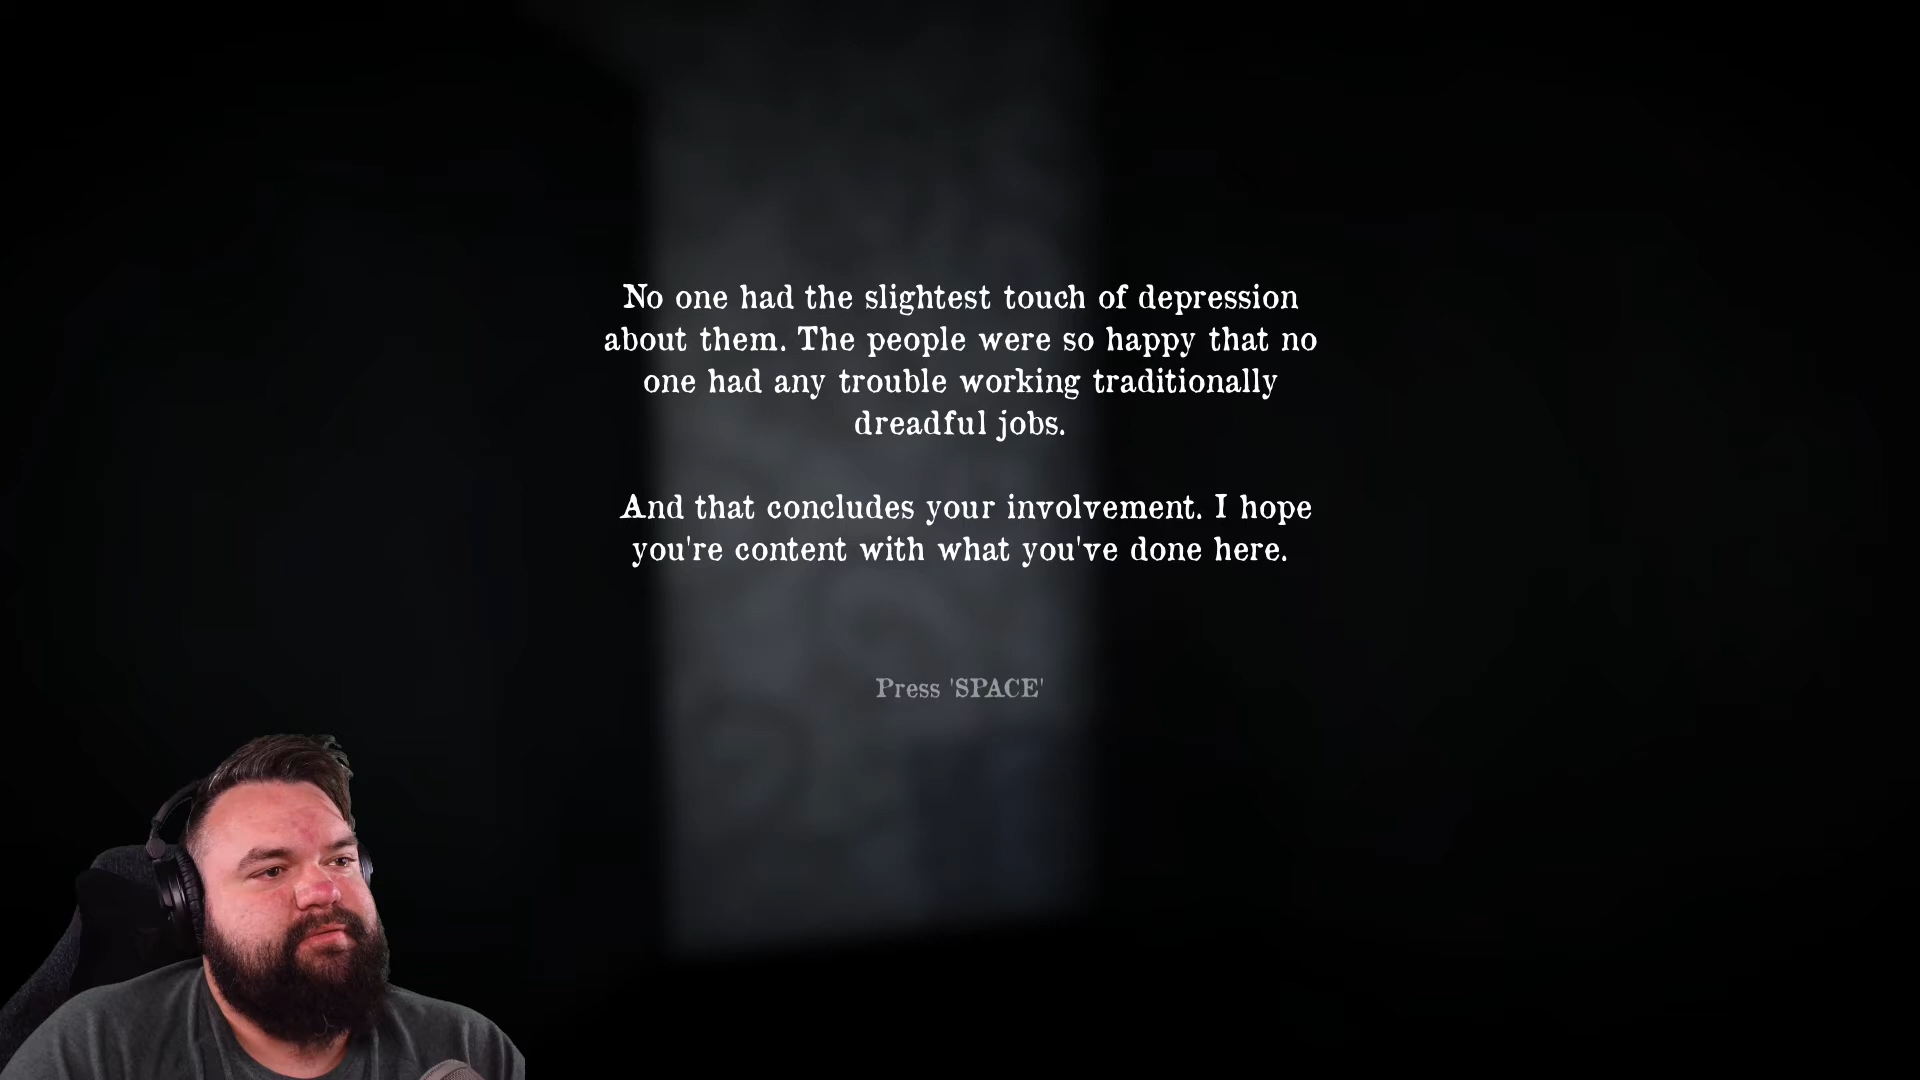 No one had the slightest touch of depression
about them. The people were so happy that no
one had any trouble working traditionally
dreadful jobs.
And that concludes your involvement. I hope
you're content with what you've done here.
Press 'SPACE'